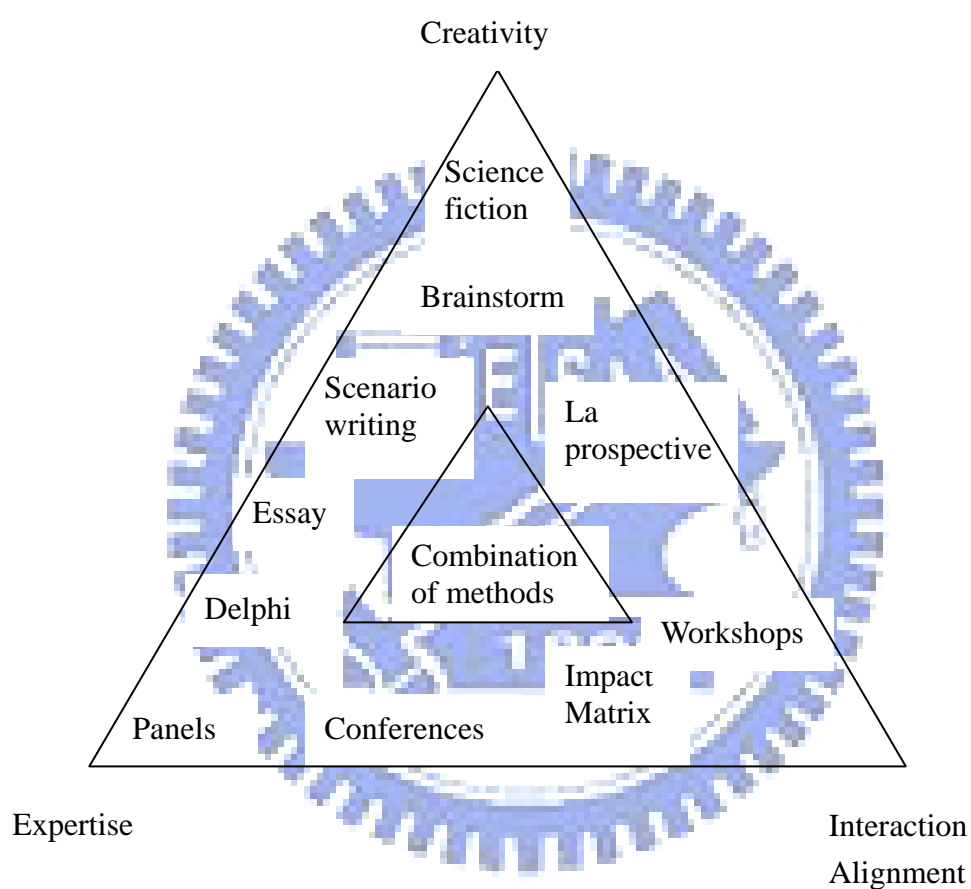 Creativity
Science
fiction
Brainstorm
Scenario
writing
La
prospective
Essay
Combination
of methods
Delphi
Workshops
Impact
Matrix
Panels
Conferences
Expertise
Interaction
Alignment